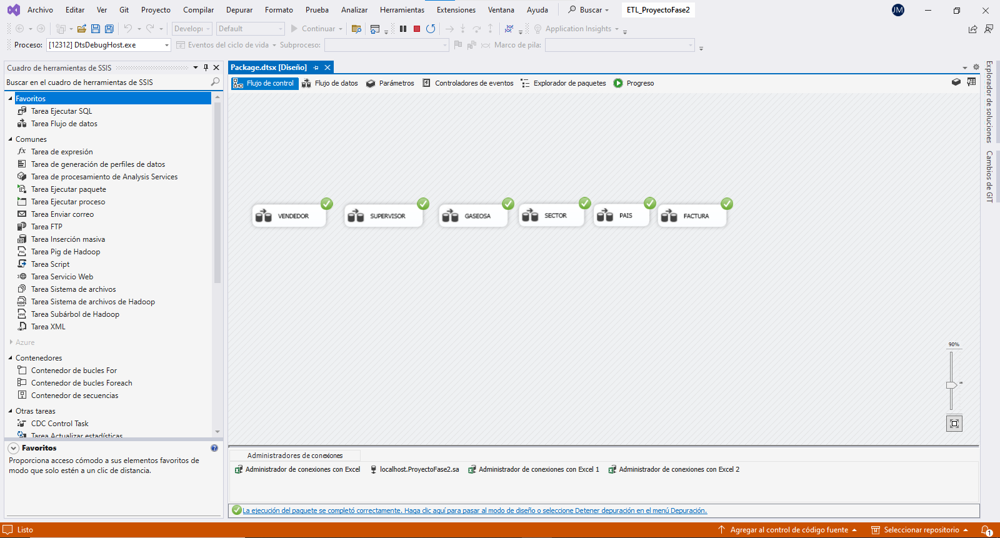 Archivo Editar Ver Git Proyecto Compilar Depurar Formato Prueba Analizar Herramientas Extensiones Ventana Ayuda Buscar ETL_ProyectoFase2 JM
Developi Default Continuar Application Insights
Proceso: [12312] DtsDebugHost.exe Eventos del ciclo de vida Subproceso: Marco de pila:
Cuadro de herramientas de SSIS
Buscar en el cuadro de herramientas de SSIS
Favoritos
Tarea Ejecutar SQL
Tarea Flujo de datos
Comunes
Tarea de expresión
Tarea de generación de perfiles de datos
Tarea de procesamiento de Analysis Services
Tarea Ejecutar paquete
Tarea Ejecutar proceso
Tarea Enviar correo
Tarea FTP
Tarea Inserción masiva
Tarea Pig de Hadoop
Tarea Script
Tarea Servicio Web
Tarea Sistema de archivos
Tarea Sistema de archivos de Hadoop
Tarea Subárbol de Hadoop
Tarea XML
Azure
Contenedores
Contenedor de bucles For
Contenedor de bucles Foreach
Contenedor de secuencias
Otras tareas
CDC Control Task
Tarea Actualizar estadísticas
Favoritos
Proporciona acceso cómodo a sus elementos favoritos de
modo que solo estén a un clic de distancia.
Package.dtsx [Diseño]
Flujo de control Flujo de datos Parámetros Controladores de eventos Explorador de paquetes Progreso
VENDEDOR SUPERVISOR GASEOSA SECTOR PAIS FACTURA
90%
Administradores de conexiones
Administrador de conexiones con Excel localhost.ProyectoFase2.sa Administrador de conexiones con Excel 1 Administrador de conexiones con Excel 2
La ejecución del paquete se completó correctamente. Haga clic aquí para pasar al modo de diseño o seleccione Detener depuración en el menú Depuración.
Explorador de soluciones
Cambios de GIT
Listo Agregar al control de código fuente Seleccionar repositorio 1